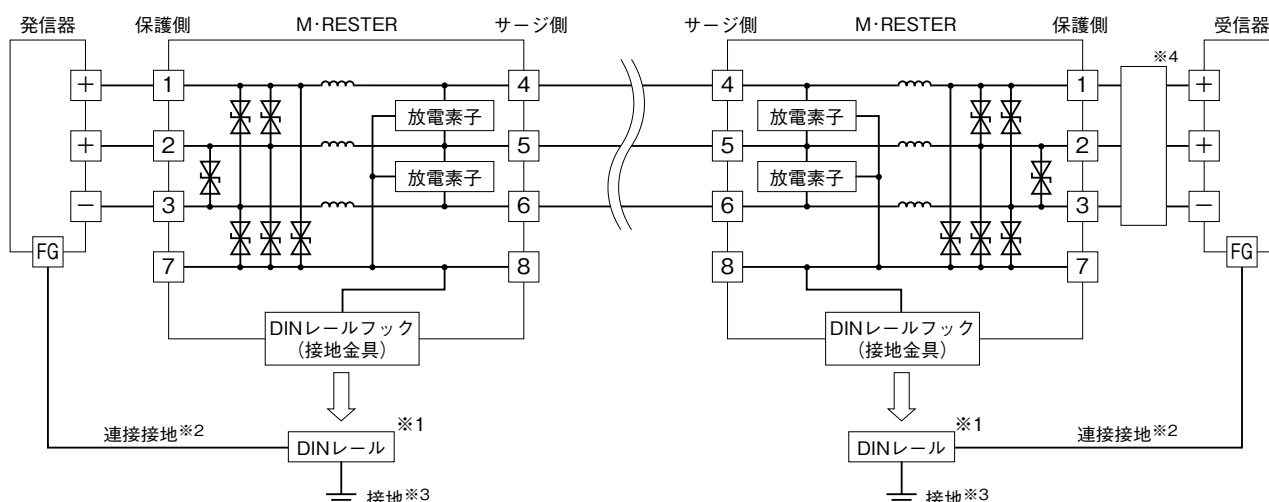 発信器 保護側 M・RESTER サージ側 サージ側 M・RESTER 保護側 受信器
※4
+ 1 4 4 1 +
放電素子 放電素子
+ 2 5 5 2 +
放電素子 放電素子
− 3 6 6 3 −
FG 7 8 8 7 FG
DINレールフック DINレールフック
(接地金具) (接地金具)
※1 ※1
連接接地※2 DINレール DINレール 連接接地※2
接地※3 接地※3